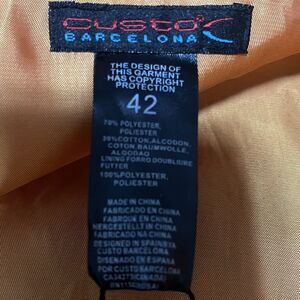 custo
BARCELONA
THE DESIGN OF
THIS GARMENT
HAS COPYRIGHT
PROTECTION
42
70% POLYESTER,
POLIESTER
30%COTTON,ALGODON,
COTON,BAUMWOLLE,
ALGODAO
LINING/FORRO/DOUBLIURE
FUTTER
100%POLYESTER,
POLIESTER
MADE IN CHINA
FABRICADO EN CHINA
FABRIQUE EN CHINA
HERGESTELLT IN CHINA
FABRICADO NA CHINA
DESIGNED IN SPAIN BY
CUSTO BARCELONA
DISEÑADO EN ESPAÑA
POR CUSTO BARCELONA